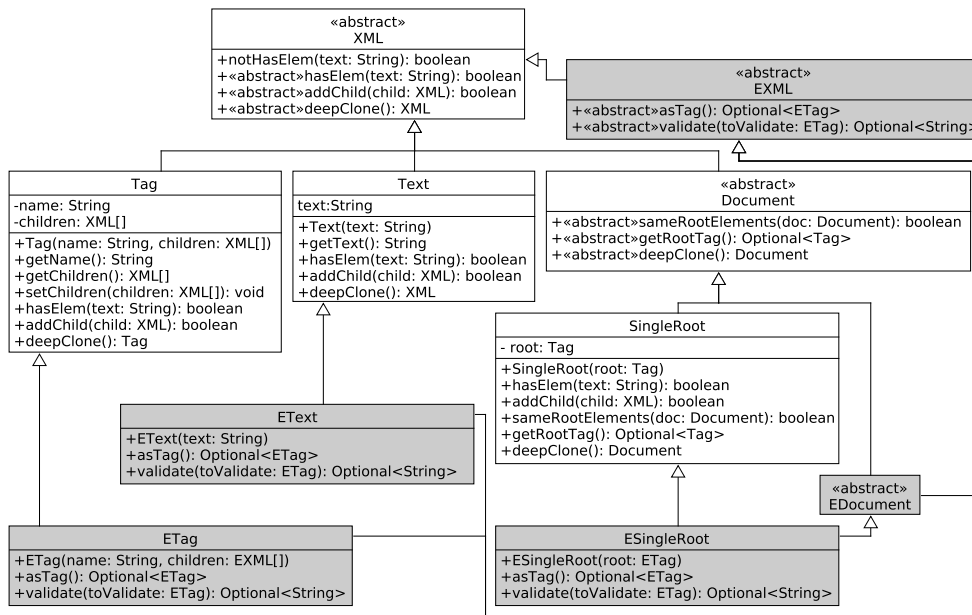 «abstract»
XML
+notHasElem(text: String): boolean
+«abstract»hasElem(text: String): boolean
+«abstract»addChild(child: XML): boolean
+«abstract»deepClone(): XML
«abstract»
EXML
+«abstract»asTag(): Optional<ETag>
+«abstract»validate(toValidate: ETag): Optional<String>
Tag
-name: String
-children: XML[]
+Tag(name: String, children: XML[])
+getName(): String
+getChildren(): XML[]
+setChildren(children: XML[]): void
+hasElem(text: String): boolean
+addChild(child: XML): boolean
+deepClone(): Tag
Text
text:String
+Text(text: String)
+getText(): String
+hasElem(text: String): boolean
+addChild(child: XML): boolean
+deepClone(): XML
«abstract»
Document
+«abstract»sameRootElements(doc: Document): boolean
+«abstract»getRootTag(): Optional<Tag>
+«abstract»deepClone(): Document
SingleRoot
- root: Tag
+SingleRoot(root: Tag)
+hasElem(text: String): boolean
+addChild(child: XML): boolean
+sameRootElements(doc: Document): boolean
+getRootTag(): Optional<Tag>
+deepClone(): Document
EText
+EText(text: String)
+asTag(): Optional<ETag>
+validate(toValidate: ETag): Optional<String>
«abstract»
EDocument
ETag
+ETag(name: String, children: EXML[])
+asTag(): Optional<ETag>
+validate(toValidate: ETag): Optional<String>
ESingleRoot
+ESingleRoot(root: ETag)
+asTag(): Optional<ETag>
+validate(toValidate: ETag): Optional<String>